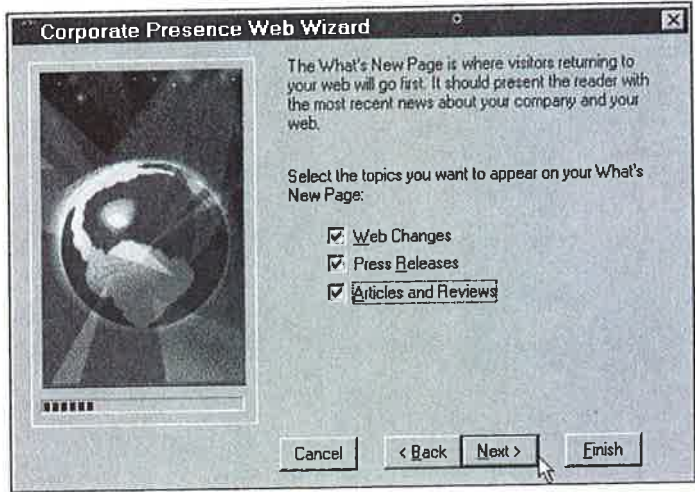 Corporate Presence Web Wizard
The What's New Page is where visitors returning to
your web will go first. It should present the reader with
the most recent news about your company and your
web.
Select the topics you want to appear on your What's
New Page:
Web Changes
Press Releases
Articles and Reviews
Cancel < Back Next > Finish